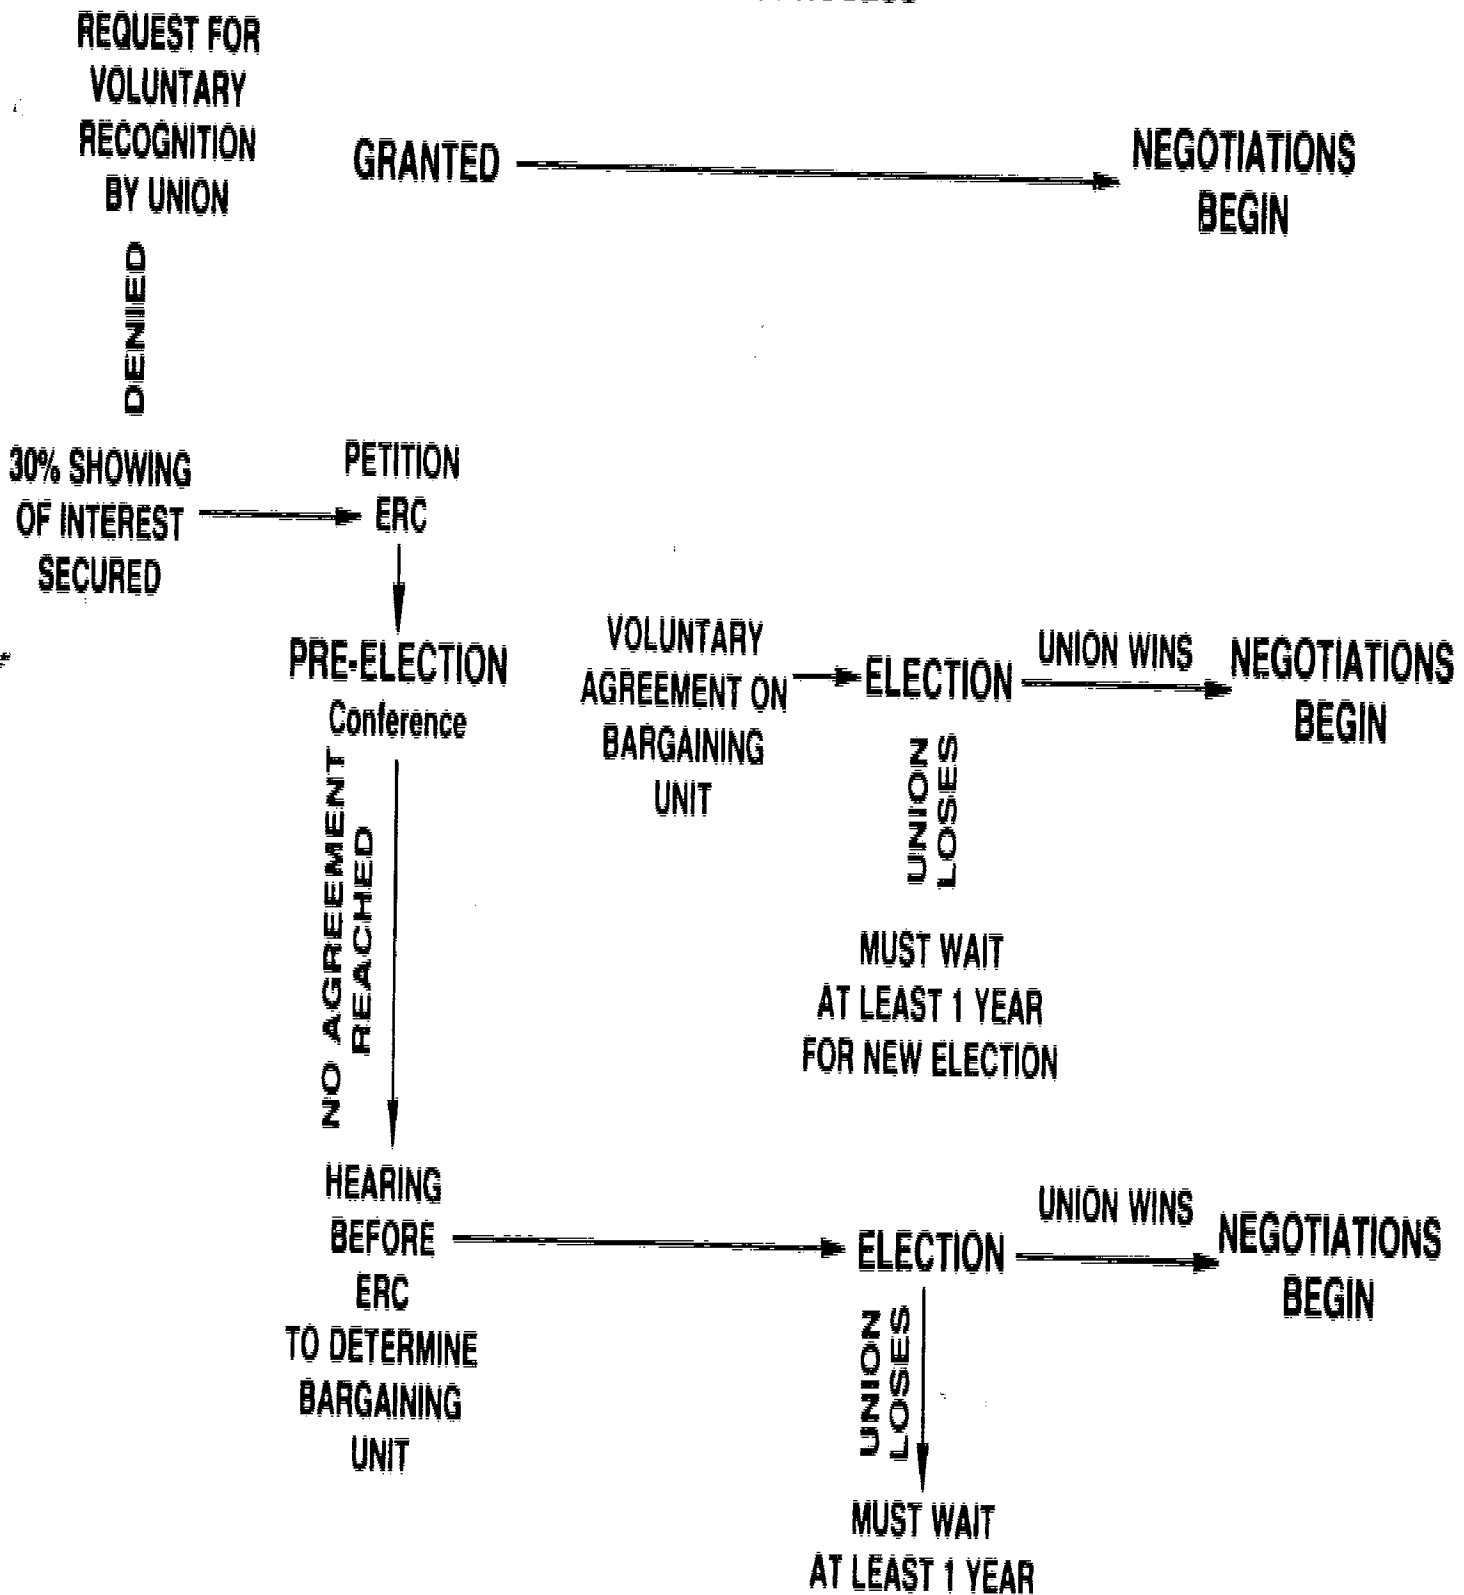 REQUEST FOR
VOLUNTARY
RECOGNITION
BY UNION
GRANTED
NEGOTIATIONS
BEGIN
DENIED
30% SHOWING
OF INTEREST
SECURED
PETITION
ERC
PRE-ELECTION
Conference
VOLUNTARY
AGREEMENT ON
BARGAINING
UNIT
ELECTION
UNION WINS
NEGOTIATIONS
BEGIN
UNION
LOSES
MUST WAIT
AT LEAST 1 YEAR
FOR NEW ELECTION
NO AGREEMENT
REACHED
HEARING
BEFORE
ERC
TO DETERMINE
BARGAINING
UNIT
ELECTION
UNION WINS
NEGOTIATIONS
BEGIN
UNION
LOSES
MUST WAIT
AT LEAST 1 YEAR